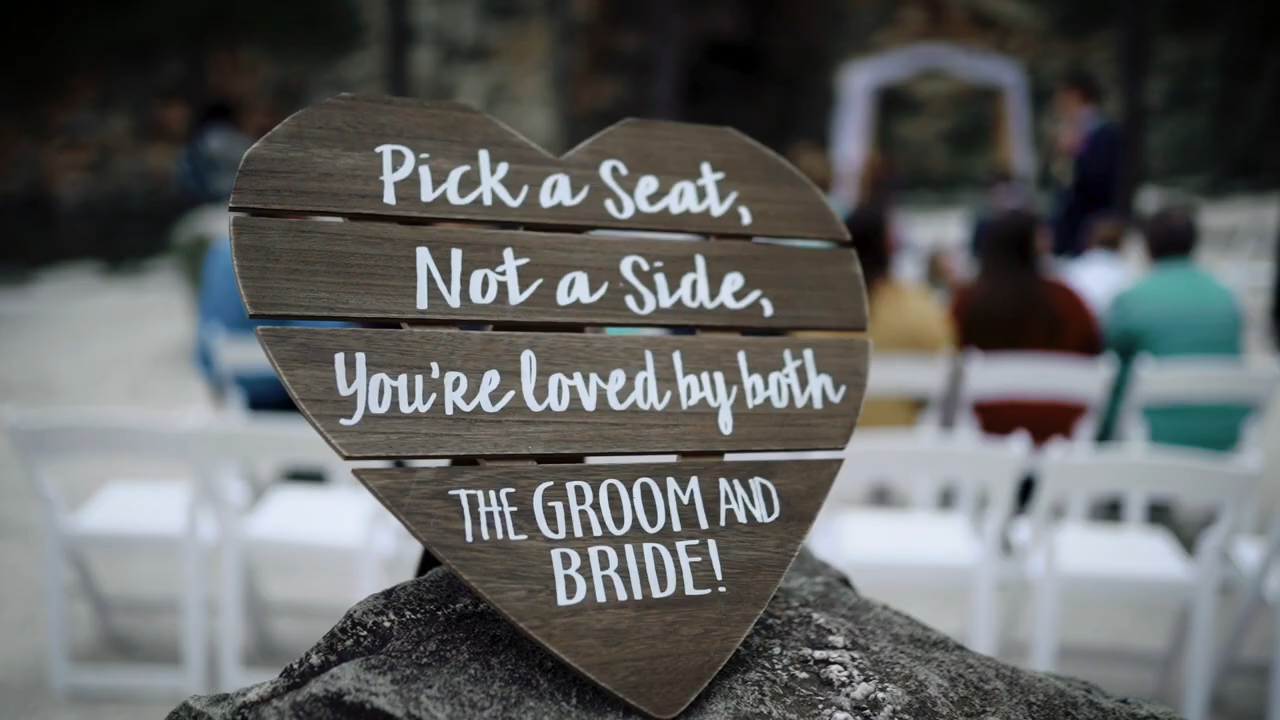 Pick a Seat,
Not a Side,
You're loved by both
THE GROOM AND
BRIDE!